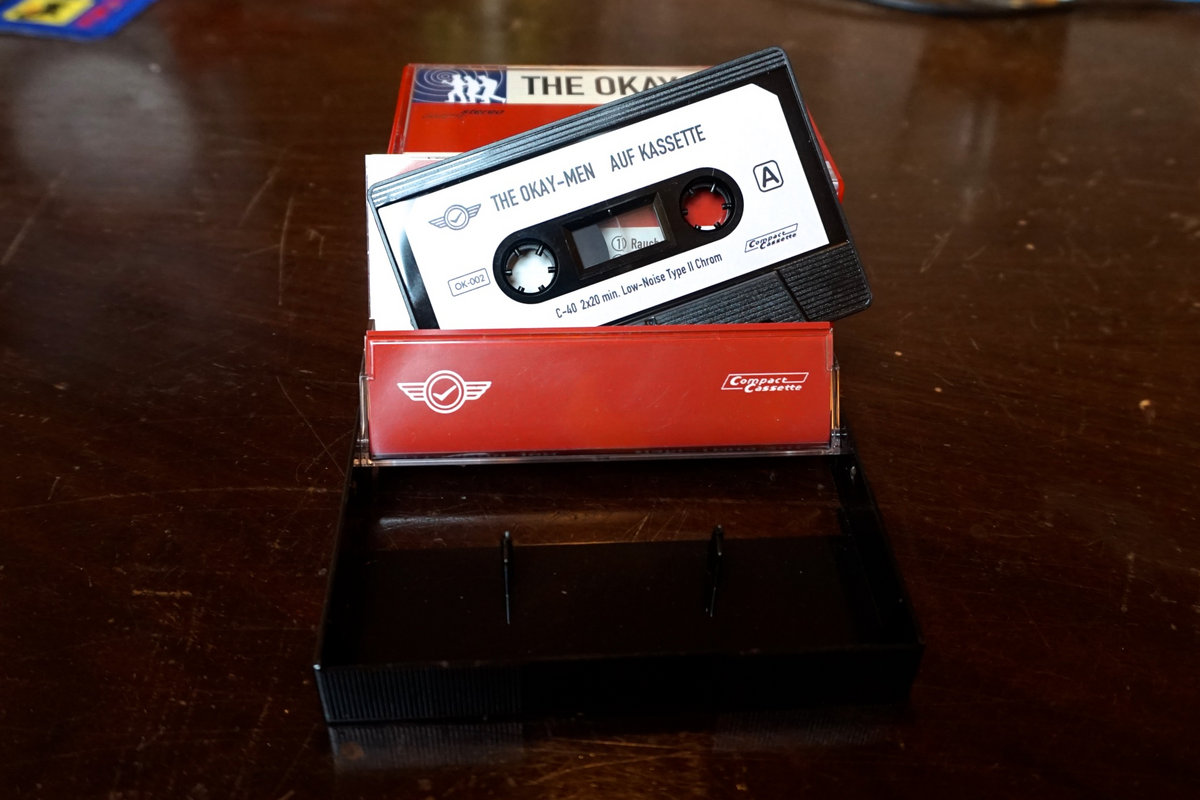 THE OKAY
stereo
THE OKAY-MEN AUF KASSETTE
A
① Rauch
OK-002
Compact
Cassette
C-40 2x20 min. Low-Noise Type II Chrom
Compact
Cassette